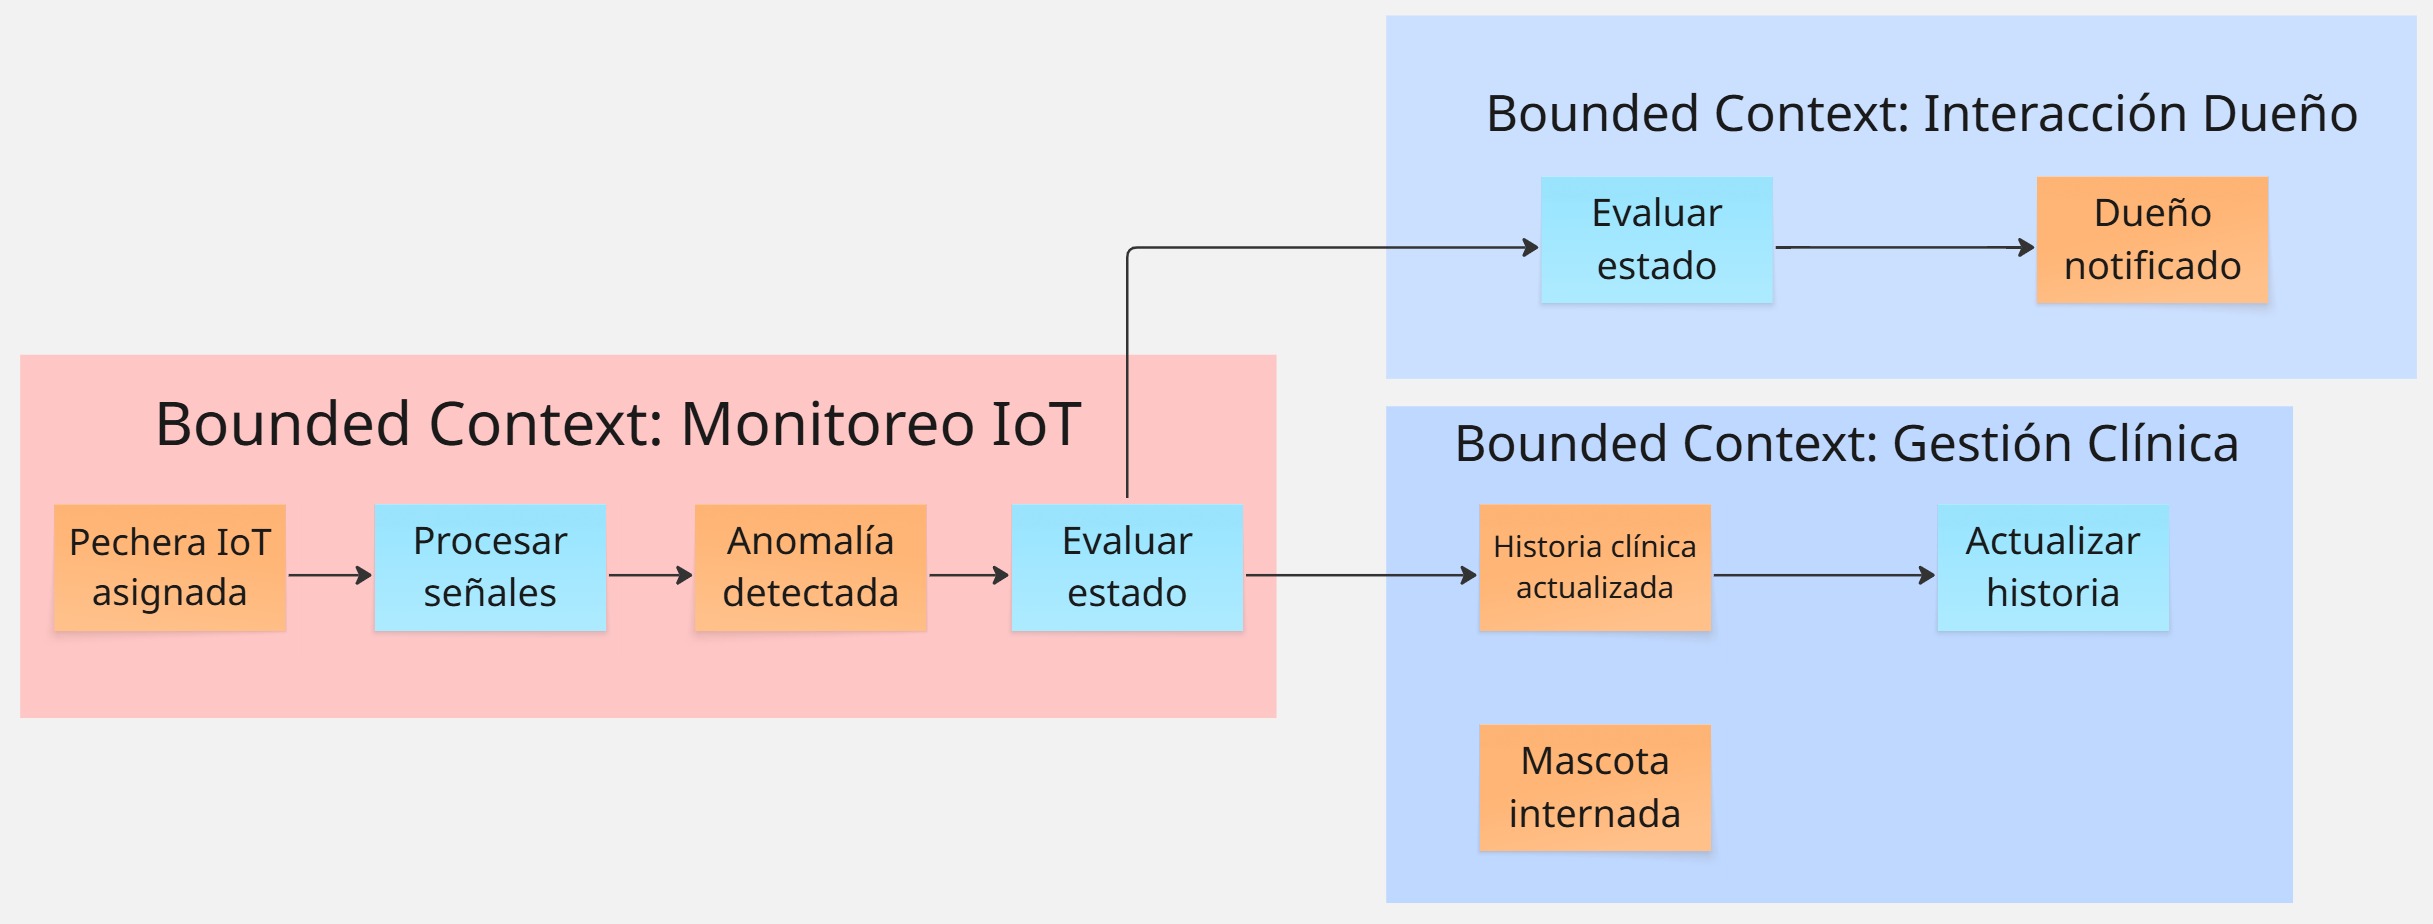 Bounded Context: Interacción Dueño
Evaluar
estado
Dueño
notificado
Bounded Context: Monitoreo IoT
Pechera IoT
asignada
Procesar
señales
Anomalía
detectada
Evaluar
estado
Bounded Context: Gestión Clínica
Historia clínica
actualizada
Actualizar
historia
Mascota
internada